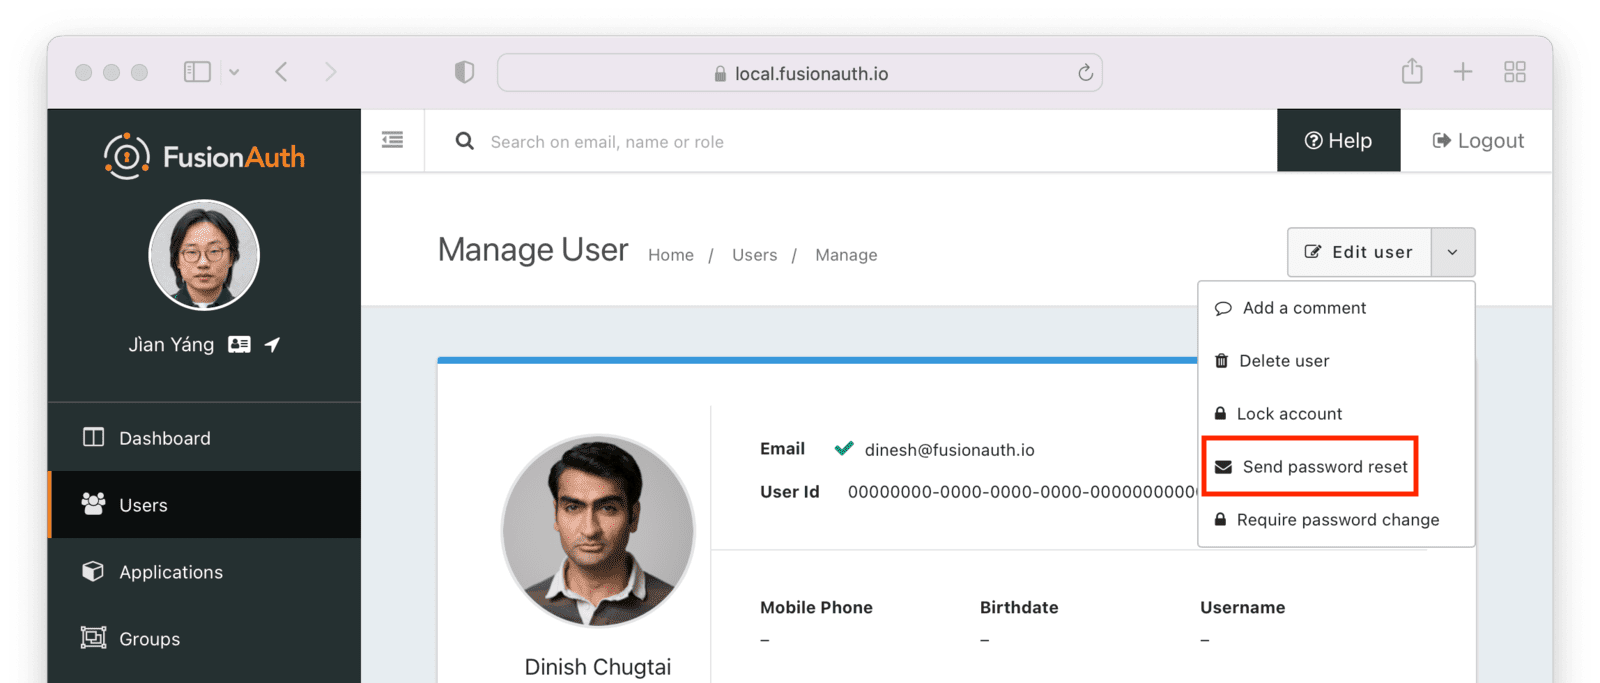 local.fusionauth.io
FusionAuth
Search on email, name or role
Help
Logout
Jìan Yáng
Manage User
Home / Users / Manage
Edit user
Add a comment
Delete user
Lock account
Send password reset
Require password change
Dashboard
Users
Applications
Groups
Email dinesh@fusionauth.io
User Id 00000000-0000-0000-0000-00000000000
Mobile Phone Birthdate Username
– – –
Dinish Chugtai